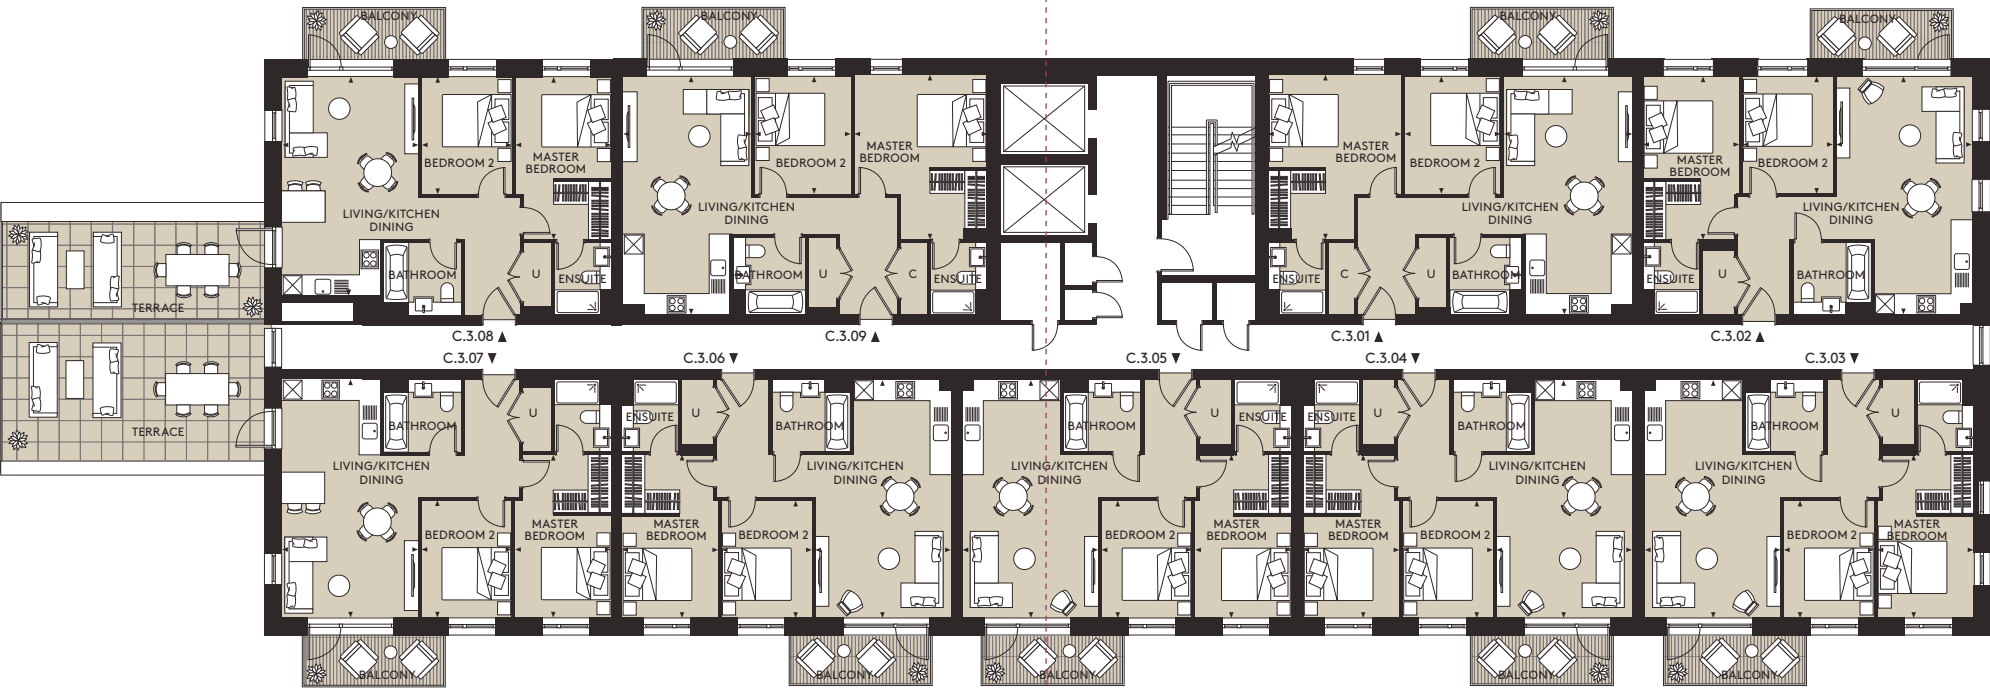 BALCONY
BALCONY
BALCONY
BALCONY
BEDROOM 2
MASTER
BEDROOM
LIVING/KITCHEN
DINING
BATHROOM
U
ENSUITE
BEDROOM 2
MASTER
BEDROOM
LIVING/KITCHEN
DINING
BATHROOM
U
C
ENSUITE
MASTER
BEDROOM
BEDROOM 2
LIVING/KITCHEN
DINING
ENSUITE
C
U
BATHROOM
MASTER
BEDROOM
BEDROOM 2
LIVING/KITCHEN
DINING
ENSUITE
U
BATHROOM
TERRACE
C.3.08 ▲
C.3.09 ▲
C.3.01 ▲
C.3.02 ▲
C.3.07 ▼
C.3.06 ▼
C.3.05 ▼
C.3.04 ▼
C.3.03 ▼
TERRACE
BATHROOM
U
LIVING/KITCHEN
DINING
BEDROOM 2
MASTER
BEDROOM
ENSUITE
U
BATHROOM
LIVING/KITCHEN
DINING
MASTER
BEDROOM
BEDROOM 2
BATHROOM
U
ENSUITE
LIVING/KITCHEN
DINING
BEDROOM 2
MASTER
BEDROOM
ENSUITE
U
BATHROOM
LIVING/KITCHEN
DINING
MASTER
BEDROOM
BEDROOM 2
BATHROOM
U
LIVING/KITCHEN
DINING
BEDROOM 2
MASTER
BEDROOM
BALCONY
BALCONY
BALCONY
BALCONY
BALCONY